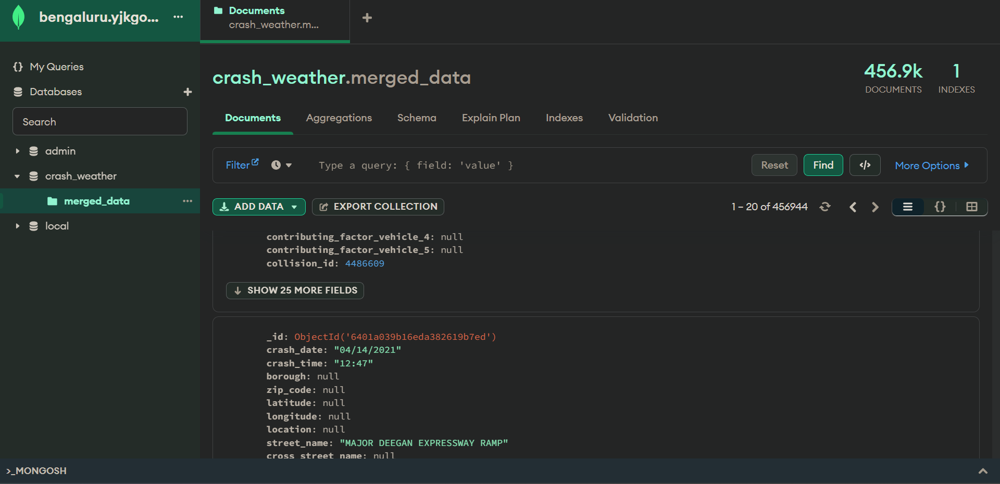 bengaluru.yjkgo...
Documents
crash_weather.m...
My Queries
Databases
Search
admin
crash_weather
merged_data
local
crash_weather.merged_data
456.9k
DOCUMENTS
1
INDEXES
Documents Aggregations Schema Explain Plan Indexes Validation
Filter Type a query: { field: 'value' } Reset Find </> More Options
ADD DATA EXPORT COLLECTION 1 – 20 of 456944 {}
contributing_factor_vehicle_4: null
contributing_factor_vehicle_5: null
collision_id: 4486609
SHOW 25 MORE FIELDS
_id: ObjectId('6401a039b16eda382619b7ed')
crash_date: "04/14/2021"
crash_time: "12:47"
borough: null
zip_code: null
latitude: null
longitude: null
location: null
street_name: "MAJOR DEEGAN EXPRESSWAY RAMP"
cross_street_name: null
>_MONGOSH